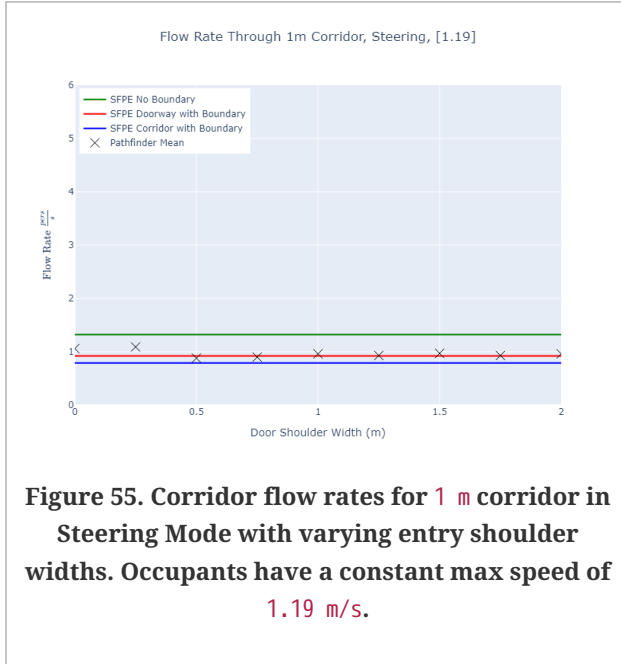 Flow Rate Through 1m Corridor, Steering, [1.19]
SFPE No Boundary
SFPE Doorway with Boundary
SFPE Corridor with Boundary
Pathfinder Mean
6
5
4
3
2
1
0
Flow Rate pers/s
0
0.5
1
1.5
2
Door Shoulder Width (m)
Figure 55. Corridor flow rates for 1 m corridor in
Steering Mode with varying entry shoulder
widths. Occupants have a constant max speed of
1.19 m/s.